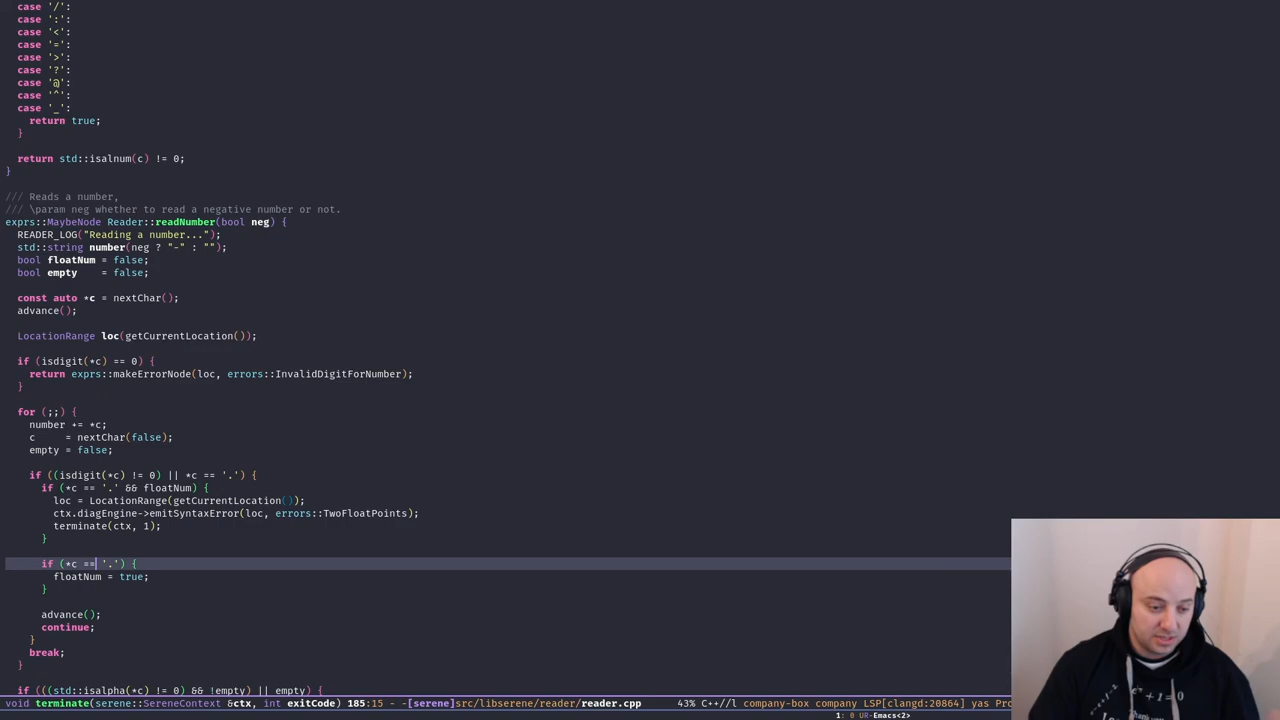 case '/':
case ':':
case '<':
case '=':
case '>':
case '?':
case '@':
case '^':
case '_':
return true;
}
return std::isalnum(c) != 0;
}
/// Reads a number,
/// \param neg whether to read a negative number or not.
exprs::MaybeNode Reader::readNumber(bool neg) {
READER_LOG("Reading a number...");
std::string number(neg ? "-" : "");
bool floatNum = false;
bool empty    = false;
const auto *c = nextChar();
advance();
LocationRange loc(getCurrentLocation());
if (isdigit(*c) == 0) {
return exprs::makeErrorNode(loc, errors::InvalidDigitForNumber);
}
for (;;) {
number += *c;
c     = nextChar(false);
empty = false;
if ((isdigit(*c) != 0) || *c == '.') {
if (*c == '.' && floatNum) {
loc = LocationRange(getCurrentLocation());
ctx.diagEngine->emitSyntaxError(loc, errors::TwoFloatPoints);
terminate(ctx, 1);
}
if (*c == '.') {
floatNum = true;
}
advance();
continue;
}
break;
}
if (((std::isalpha(*c) != 0) && !empty) || empty) {
void terminate(serene::SereneContext &ctx, int exitCode) 185:15 - -[serene]src/libserene/reader/reader.cpp 43% C++//l company-box company LSP[clangd:20864] yas Pro
1: 0 UR-Emacs<2>